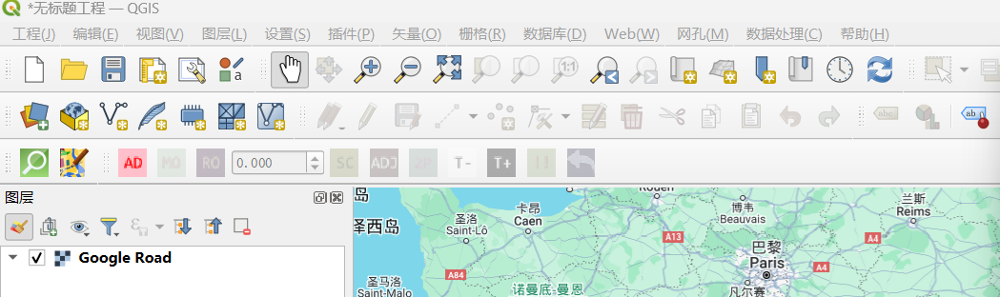 *无标题工程 — QGIS
工程(J) 编辑(E) 视图(V) 图层(L) 设置(S) 插件(P) 矢量(O) 栅格(R) 数据库(D) Web(W) 网孔(M) 数据处理(C) 帮助(H)
a 1:1
abc ab
AD MO RO 0.000 SC ADJ 2P T- T+ I!
图层
Google Road
岛
泽西岛
圣洛
Saint-Lô
卡昂
Caen
Rouen
博韦
Beauvais
兰斯
Reims
A13
A4
巴黎
Paris
A4
A84
圣马洛
Saint-Malo
诺曼底-曼恩
凡尔赛